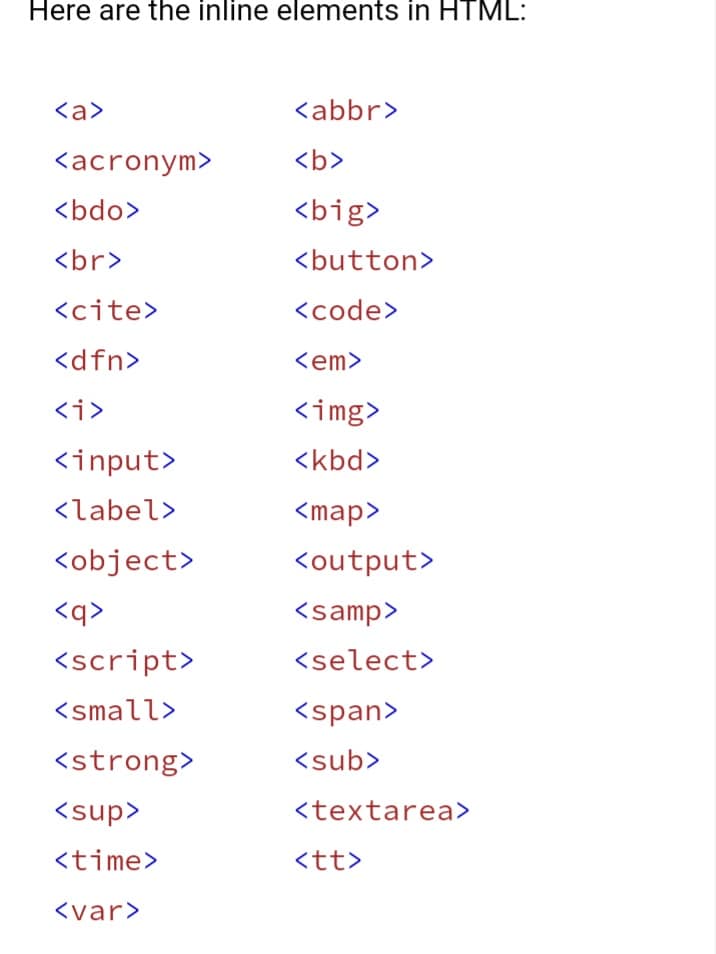 Here are the inline elements in HTML:
<a> <abbr>
<acronym> <b>
<bdo> <big>
<br> <button>
<cite> <code>
<dfn> <em>
<i> <img>
<input> <kbd>
<label> <map>
<object> <output>
<q> <samp>
<script> <select>
<small> <span>
<strong> <sub>
<sup> <textarea>
<time> <tt>
<var>